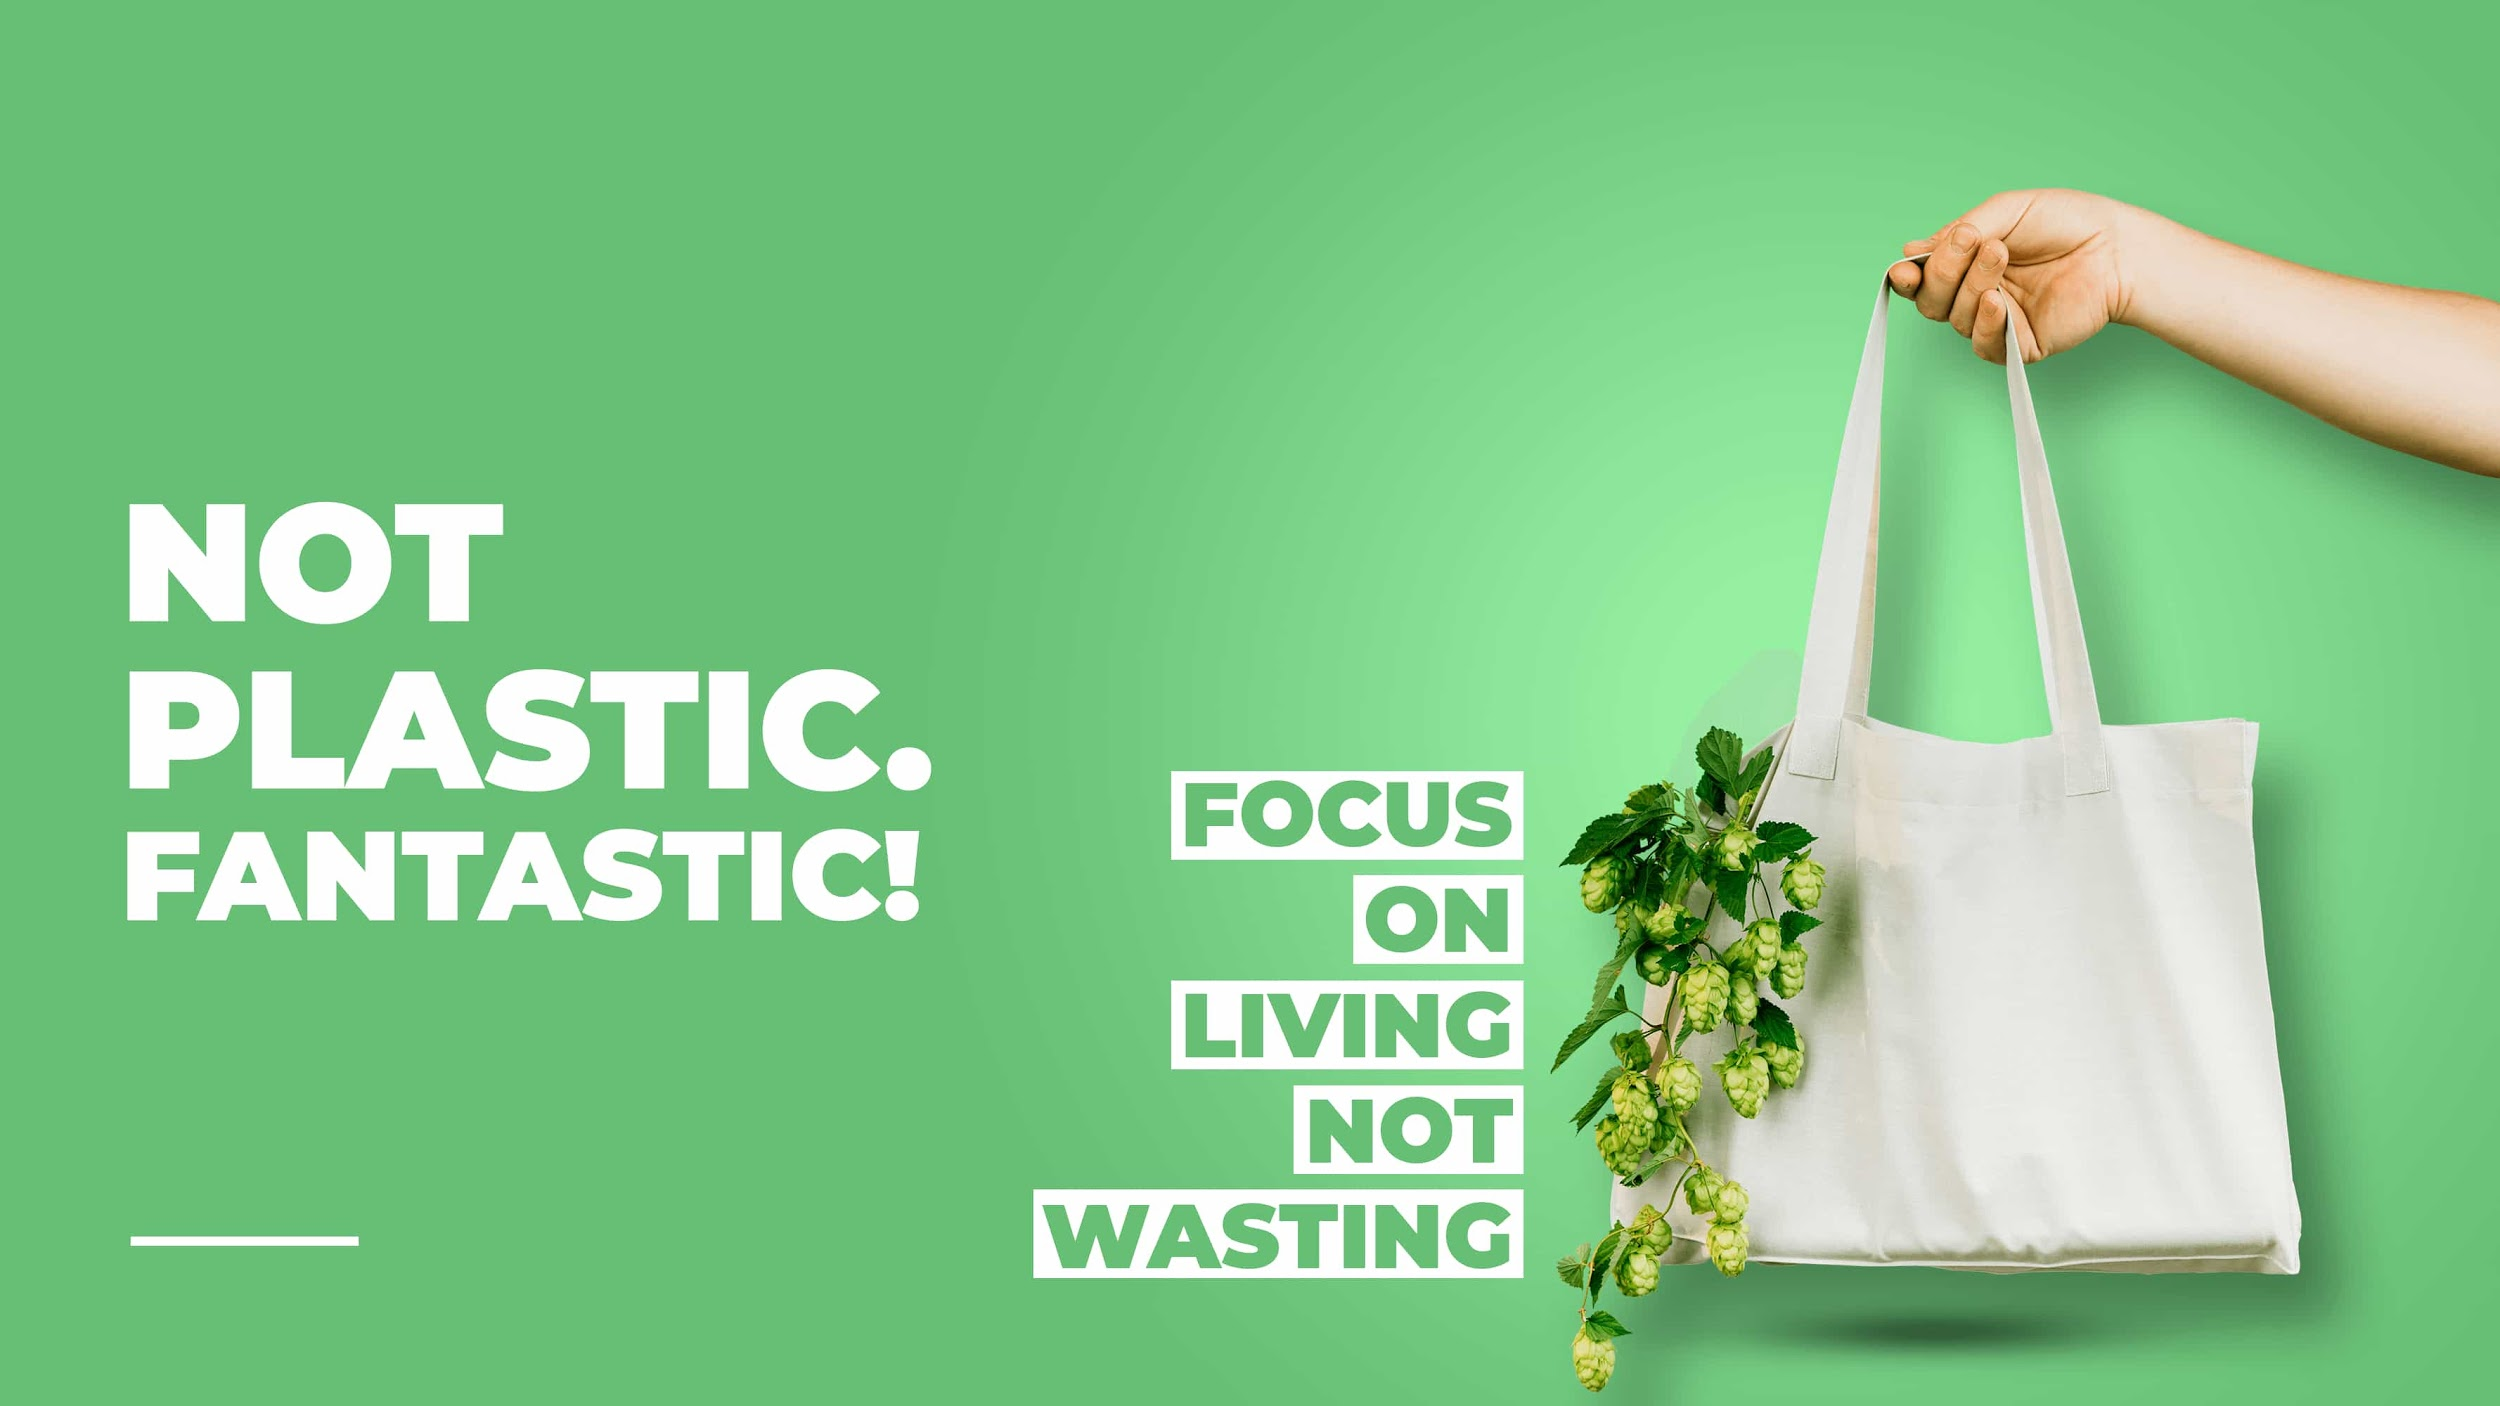 NOT
PLASTIC.
FANTASTIC!
FOCUS
ON
LIVING
NOT
WASTING